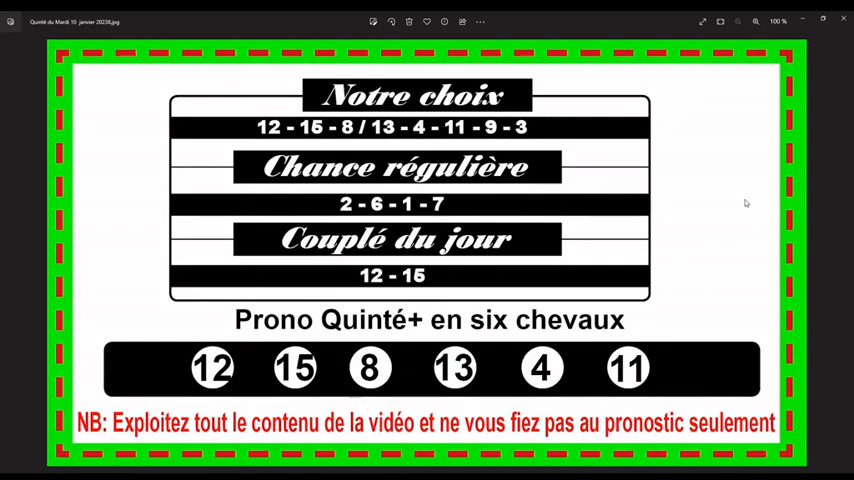 Quinté du Mardi 10 janvier 20238.jpg
100 %
Notre choix
12 - 15 - 8 / 13 - 4 - 11 - 9 - 3
Chance régulière
2 - 6 - 1 - 7
Couplé du jour
12 - 15
Prono Quinté+ en six chevaux
12 15 8 13 4 11
NB: Exploitez tout le contenu de la vidéo et ne vous fiez pas au pronostic seulement